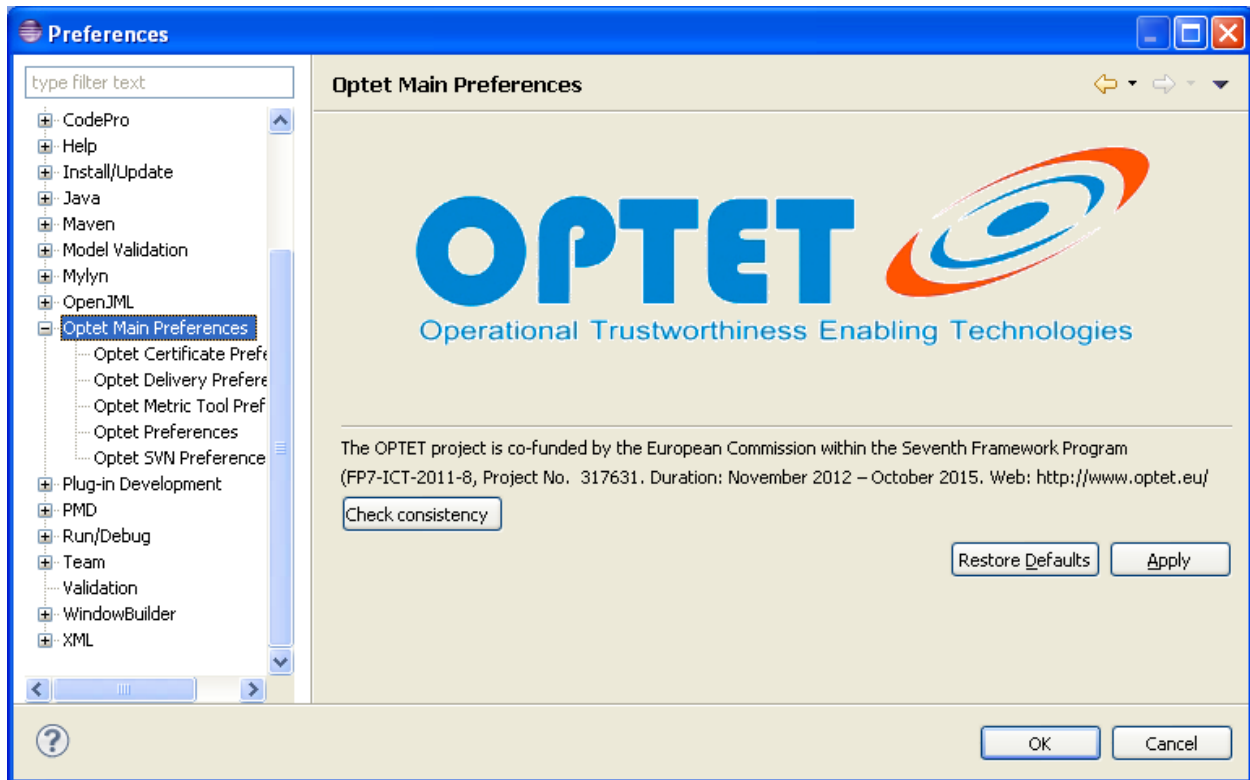 Preferences
type filter text
CodePro
Help
Install/Update
Java
Maven
Model Validation
Mylyn
OpenJML
Optet Main Preferences
Optet Certificate Prefe
Optet Delivery Prefere
Optet Metric Tool Pref
Optet Preferences
Optet SVN Preference
Plug-in Development
PMD
Run/Debug
Team
Validation
WindowBuilder
XML
Optet Main Preferences
OPTET
Operational Trustworthiness Enabling Technologies
The OPTET project is co-funded by the European Commission within the Seventh Framework Program
(FP7-ICT-2011-8, Project No. 317631. Duration: November 2012 – October 2015. Web: http://www.optet.eu/
Check consistency
Restore Defaults
Apply
?
OK
Cancel